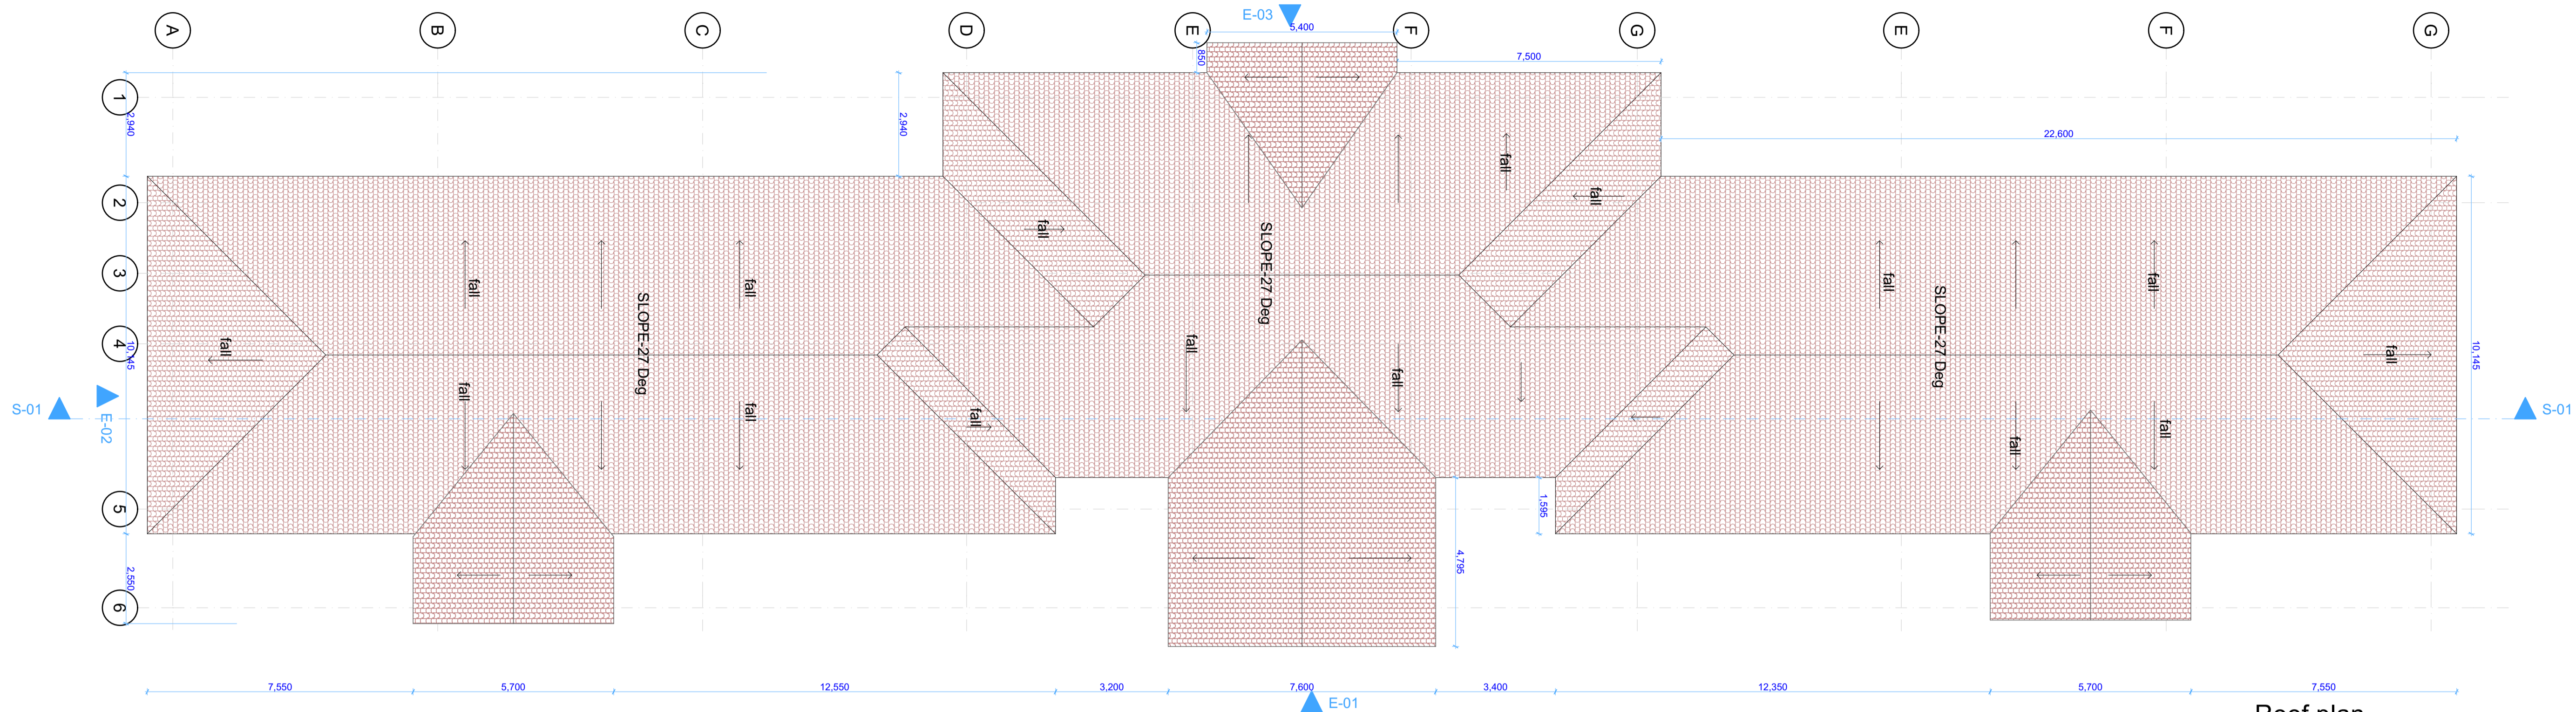 E-03
A
B
C
D
E
F
G
E
F
G
5,400
850
7,500
1
2,940
2,940
22,600
2
fall
fall
fall
fall
SLOPE-27 Deg
3
fall
fall
fall
fall
SLOPE-27 Deg
SLOPE-27 Deg
4
10,145
fall
fall
fall
fall
10,145
S-01
E-02
fall
fall
fall
fall
fall
S-01
5
1,595
4,795
2,550
6
7,550
5,700
12,550
3,200
7,600
3,400
12,350
5,700
7,550
E-01